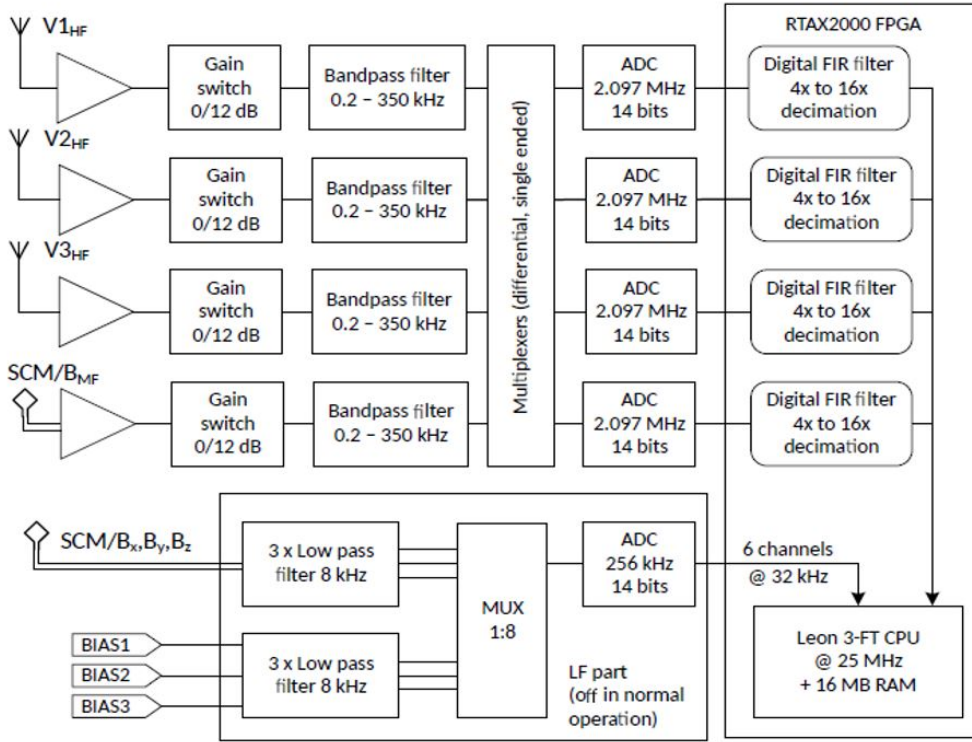 RTAX2000 FPGA
V1HF
Gain
switch
0/12 dB
Bandpass filter
0.2 – 350 kHz
Multiplexers (differential, single ended)
ADC
2.097 MHz
14 bits
Digital FIR filter
4x to 16x
decimation
V2HF
Gain
switch
0/12 dB
Bandpass filter
0.2 – 350 kHz
ADC
2.097 MHz
14 bits
Digital FIR filter
4x to 16x
decimation
V3HF
Gain
switch
0/12 dB
Bandpass filter
0.2 – 350 kHz
ADC
2.097 MHz
14 bits
Digital FIR filter
4x to 16x
decimation
SCM/BMF
Gain
switch
0/12 dB
Bandpass filter
0.2 – 350 kHz
ADC
2.097 MHz
14 bits
Digital FIR filter
4x to 16x
decimation
SCM/Bx,By,Bz
3 x Low pass
filter 8 kHz
MUX
1:8
ADC
256 kHz
14 bits
6 channels
@ 32 kHz
BIAS1
BIAS2
BIAS3
3 x Low pass
filter 8 kHz
LF part
(off in normal
operation)
Leon 3-FT CPU
@ 25 MHz
+ 16 MB RAM